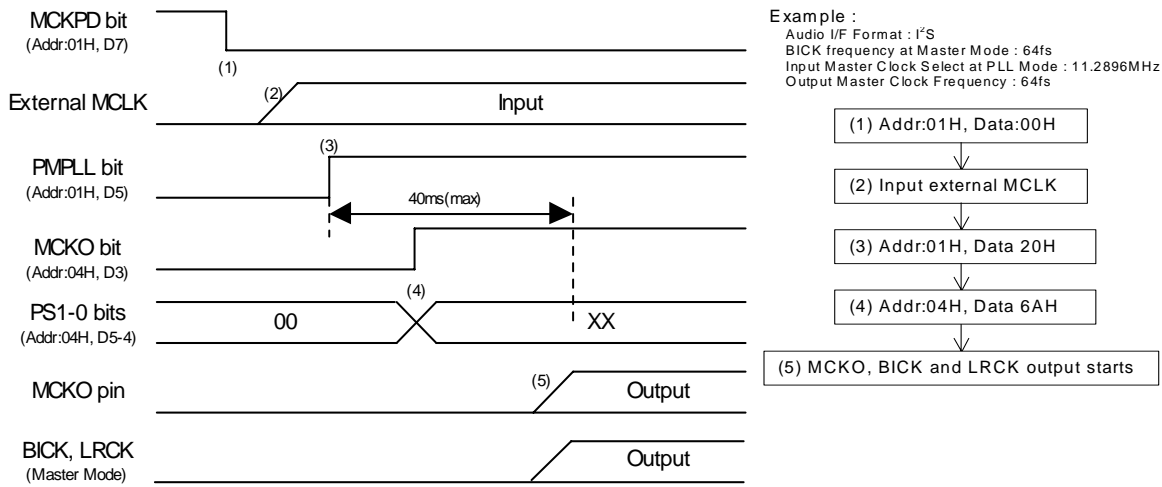 MCKPD bit
(Addr:01H, D7)
(1)
External MCLK
(2)
Input
(3)
PMPLL bit
(Addr:01H, D5)
40ms(max)
MCKO bit
(Addr:04H, D3)
(4)
PS1-0 bits
(Addr:04H, D5-4)
00
XX
MCKO pin
(5)
Output
BICK, LRCK
(Master Mode)
Output
Example :
Audio I/F Format : I²S
BICK frequency at Master Mode : 64fs
Input Master Clock Select at PLL Mode : 11.2896MHz
Output Master Clock Frequency : 64fs
(1) Addr:01H, Data:00H
(2) Input external MCLK
(3) Addr:01H, Data 20H
(4) Addr:04H, Data 6AH
(5) MCKO, BICK and LRCK output starts